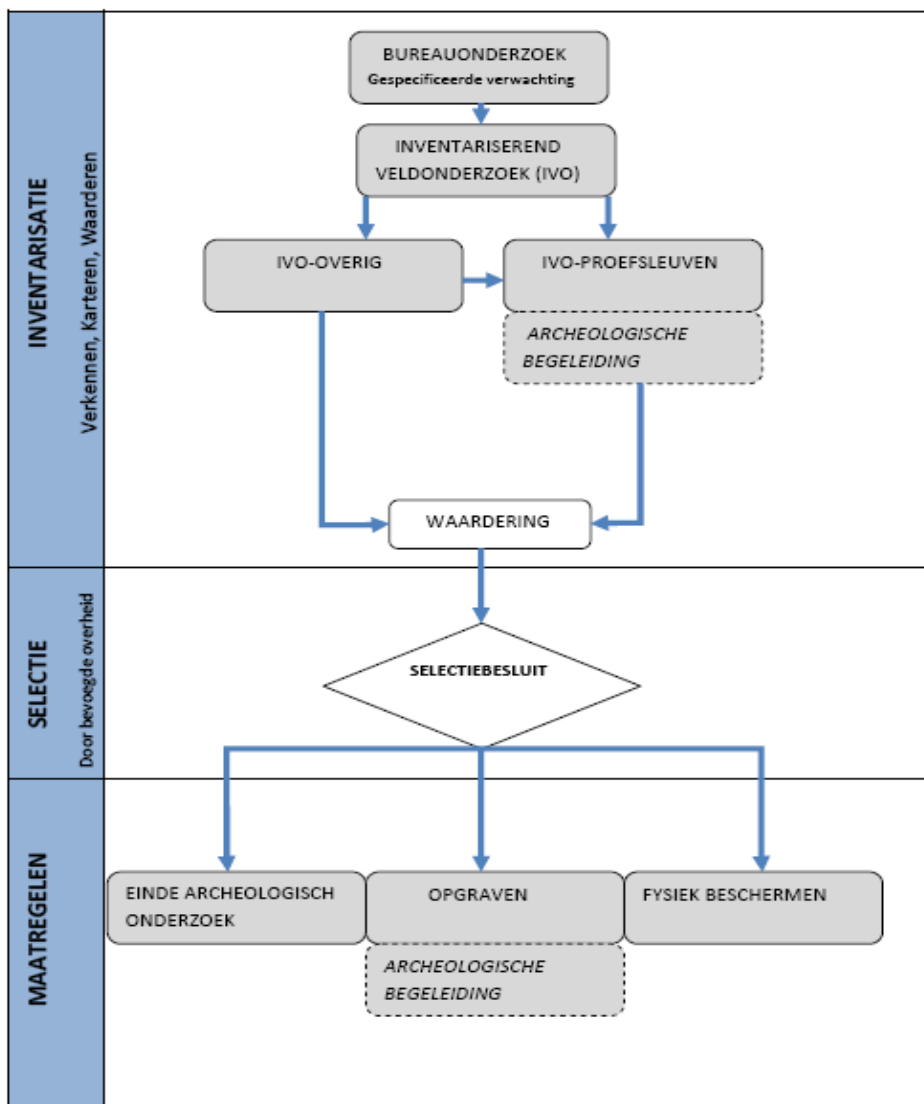 INVENTARISATIE
Verkennen, Karteren, Waarderen
BUREAUONDERZOEK
Gespecificeerde verwachting
INVENTARISEREND
VELDONDERZOEK (IVO)
IVO-OVERIG
IVO-PROEFSLEUVEN
ARCHEOLOGISCHE
BEGELEIDING
WAARDERING
SELECTIE
Door bevoegde overheid
SELECTIEBESLUIT
MAATREGELEN
EINDE ARCHEOLOGISCH
ONDERZOEK
OPGRAVEN
ARCHEOLOGISCHE
BEGELEIDING
FYSIEK BESCHERMEN